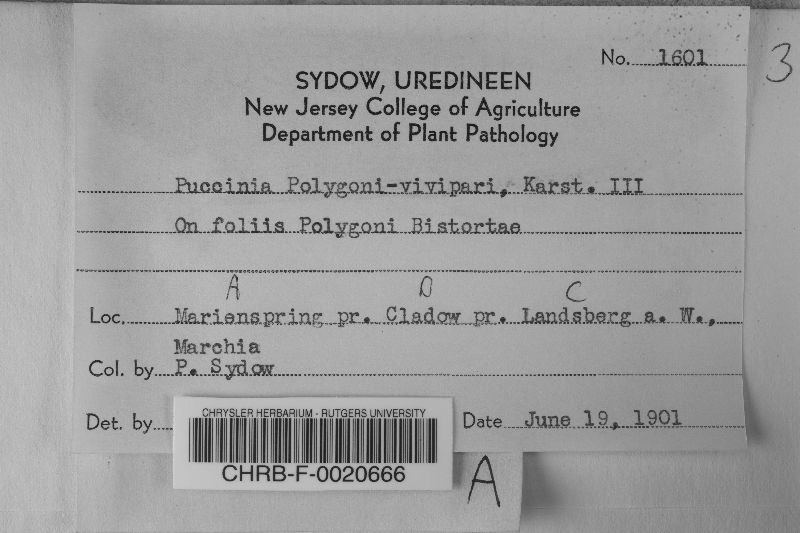 No. 1601
3
SYDOW, UREDINEEN
New Jersey College of Agriculture
Department of Plant Pathology
Puccinia Polygoni-vivipari, Karst. III
On foliis Polygoni Bistortae
A D C
Loc. Marienspring pr. Cladow pr. Landsberg a. W.,
Marchia
Col. by P. Sydow
Det. by
Date June 19, 1901
CHRYSLER HERBARIUM - RUTGERS UNIVERSITY
CHRB-F-0020666
A